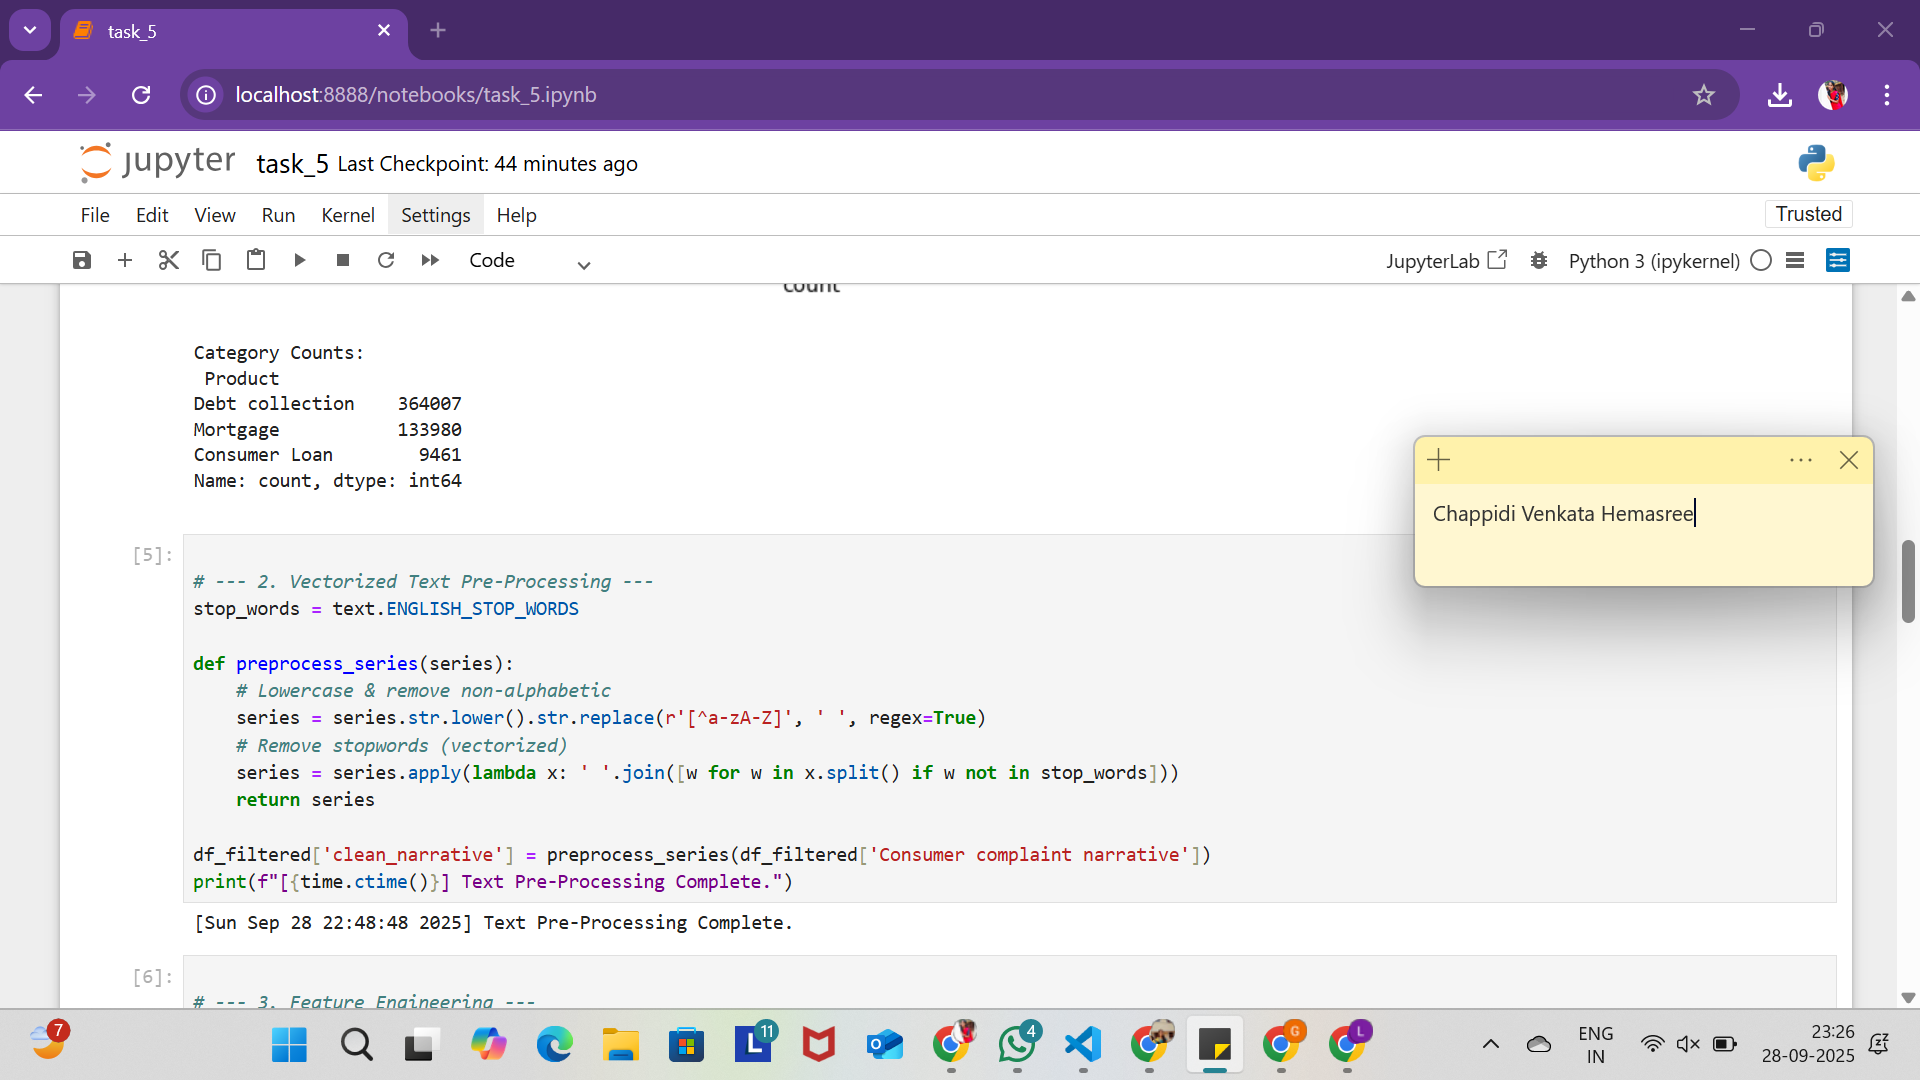 task_5
localhost:8888/notebooks/task_5.ipynb
jupyter task_5 Last Checkpoint: 44 minutes ago
File Edit View Run Kernel Settings Help Trusted
Code JupyterLab Python 3 (ipykernel)
count
Category Counts:
Product
Debt collection 364007
Mortgage 133980
Consumer Loan 9461
Name: count, dtype: int64
Chappidi Venkata Hemasree
[5]:
# --- 2. Vectorized Text Pre-Processing ---
stop_words = text.ENGLISH_STOP_WORDS
def preprocess_series(series):
# Lowercase & remove non-alphabetic
series = series.str.lower().str.replace(r'[^a-zA-Z]', ' ', regex=True)
# Remove stopwords (vectorized)
series = series.apply(lambda x: ' '.join([w for w in x.split() if w not in stop_words]))
return series
df_filtered['clean_narrative'] = preprocess_series(df_filtered['Consumer complaint narrative'])
print(f"[{time.ctime()}] Text Pre-Processing Complete.")
[Sun Sep 28 22:48:48 2025] Text Pre-Processing Complete.
[6]:
# --- 3. Feature Engineering ---
7
L 11
4
G
L
ENG
IN
23:26
28-09-2025